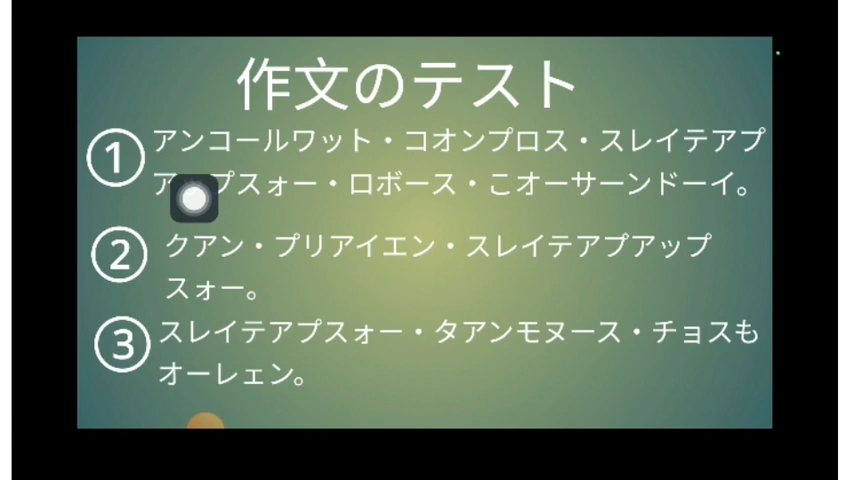 作文のテスト
① アンコールワット・コオンプロス・スレイテアプ
プスォー・ロボース・こオーサーンドーイ。
② クアン・プリアイエン・スレイテアプアップ
スォー。
③ スレイテアプスォー・タアンモヌース・チョスも
オーレェン。